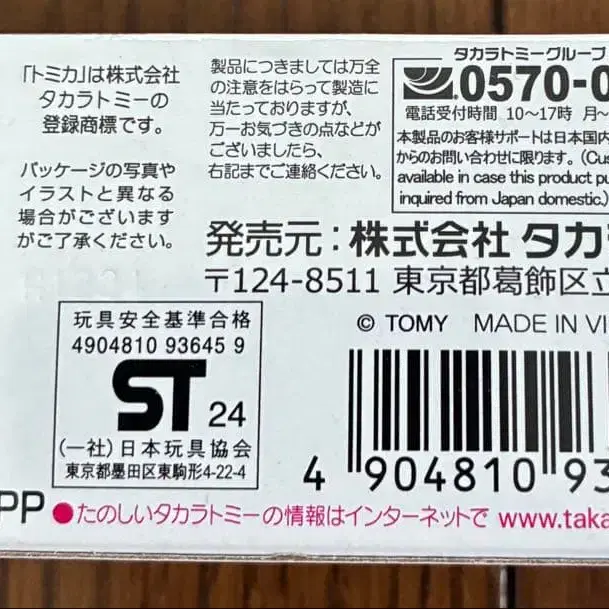 「トミカ」は株式会社
タカラトミーの
登録商標です。
パッケージの写真や
イラストと異なる
場合がございます
がご了承ください。
製品につきましては万全
の注意をはらって製造に
当たっておりますが、
万一お気づきの点などが
ございましたら、
右記までご連絡ください。
タカラトミーグループ
0570-0
電話受付時間 10〜17時 月〜
本製品のお客様サポートは日本国内
からのお問い合わせに限ります。(Cus
available in case this product pu
inquired from Japan domestic.)
発売元：株式会社 タカラ
〒124-8511 東京都葛飾区立
© TOMY MADE IN VI
玩具安全基準合格
4904810 93645 9
ST 24
(一社)日本玩具協会
東京都墨田区東駒形4-22-4
4 904810 93
PP ●たのしいタカラトミーの情報はインターネットで www.taka